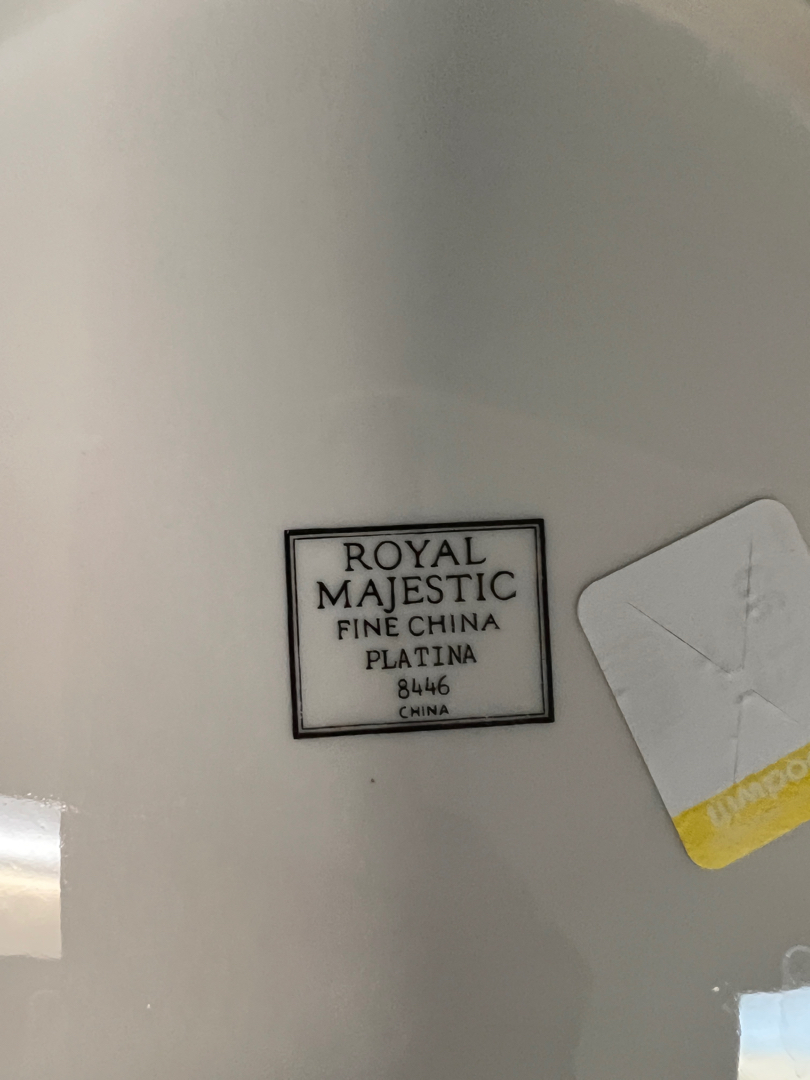 ROYAL
MAJESTIC
FINE CHINA
PLATINA
8446
CHINA